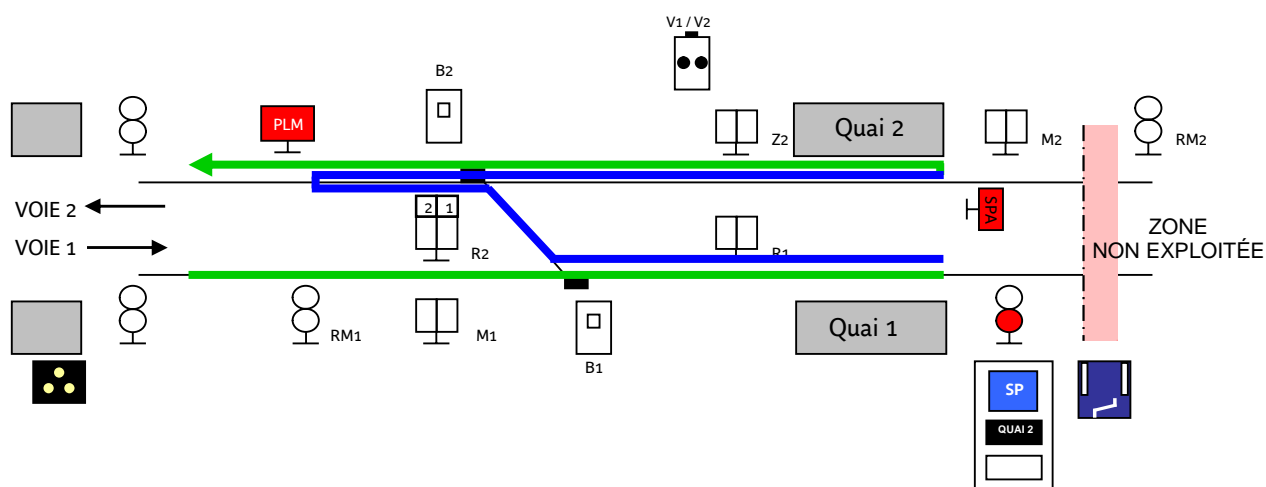 V1 / V2
B2
PLM
Z2
Quai 2
M2
RM2
VOIE 2
2 1
SPA
ZONE
NON EXPLOITÉE
VOIE 1
R2
R1
RM1
M1
B1
Quai 1
SP
QUAI 2